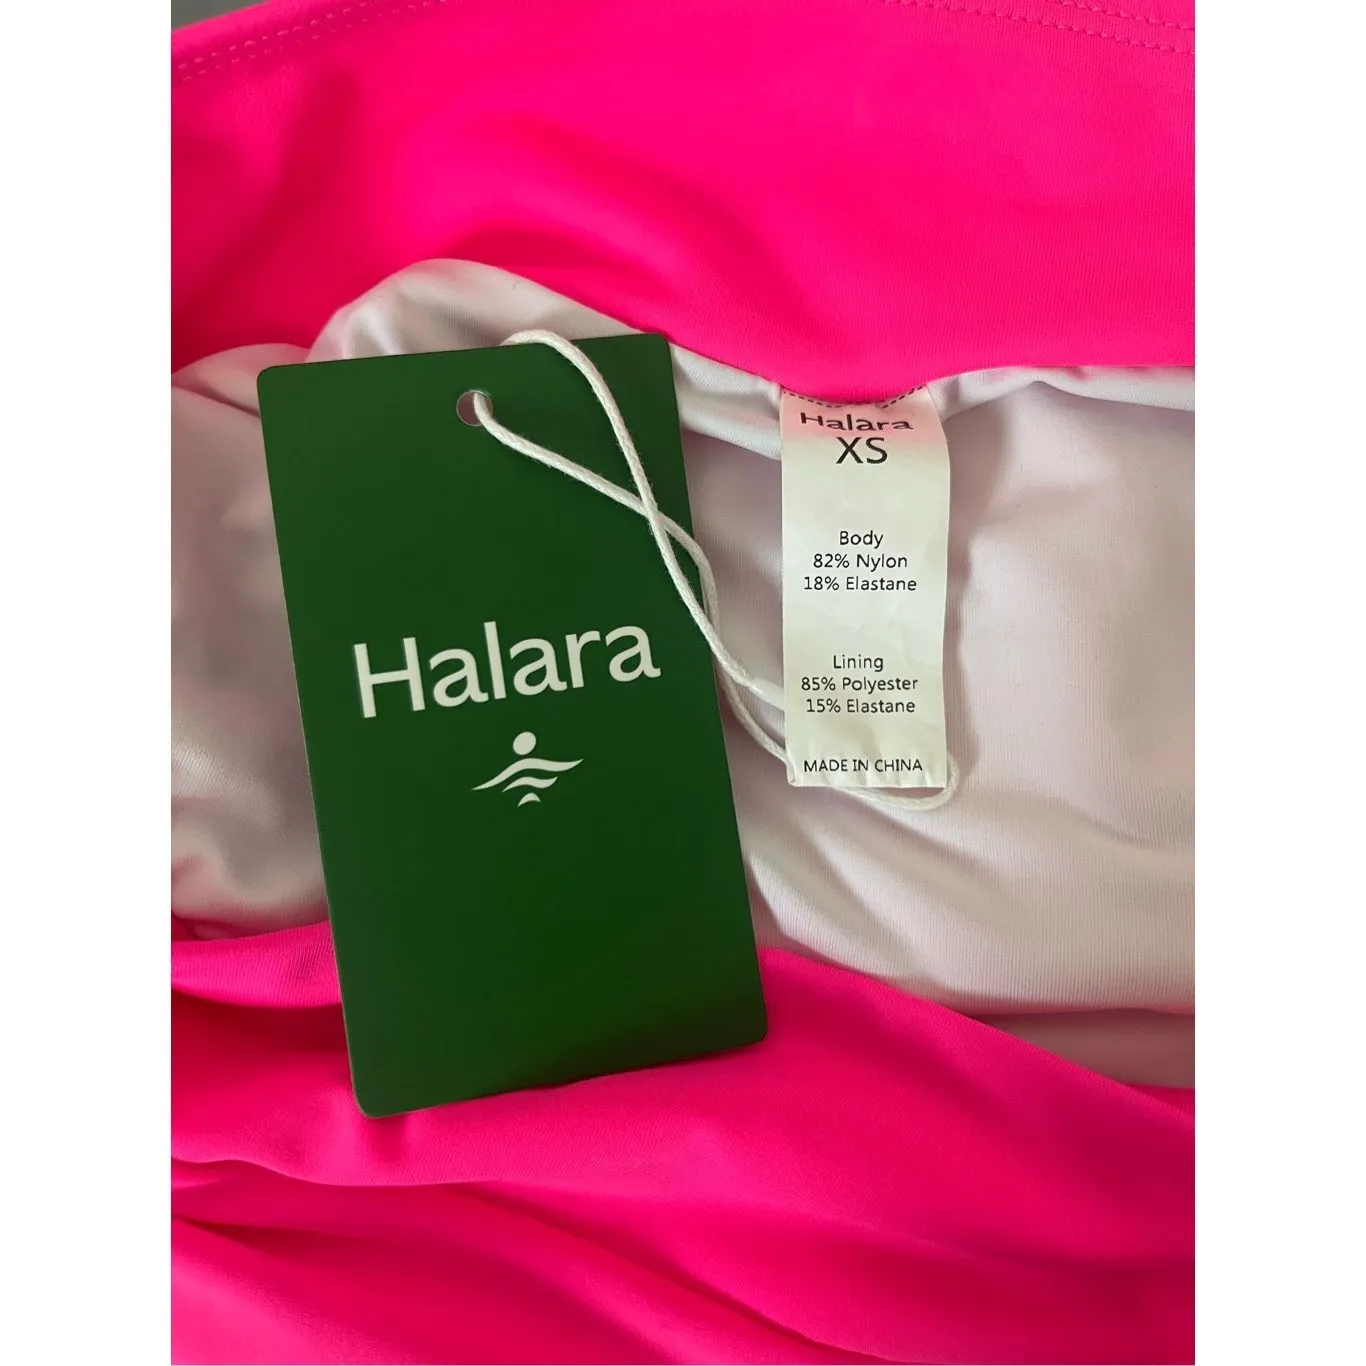 Halara
Halara
XS
Body
82% Nylon
18% Elastane
Lining
85% Polyester
15% Elastane
MADE IN CHINA